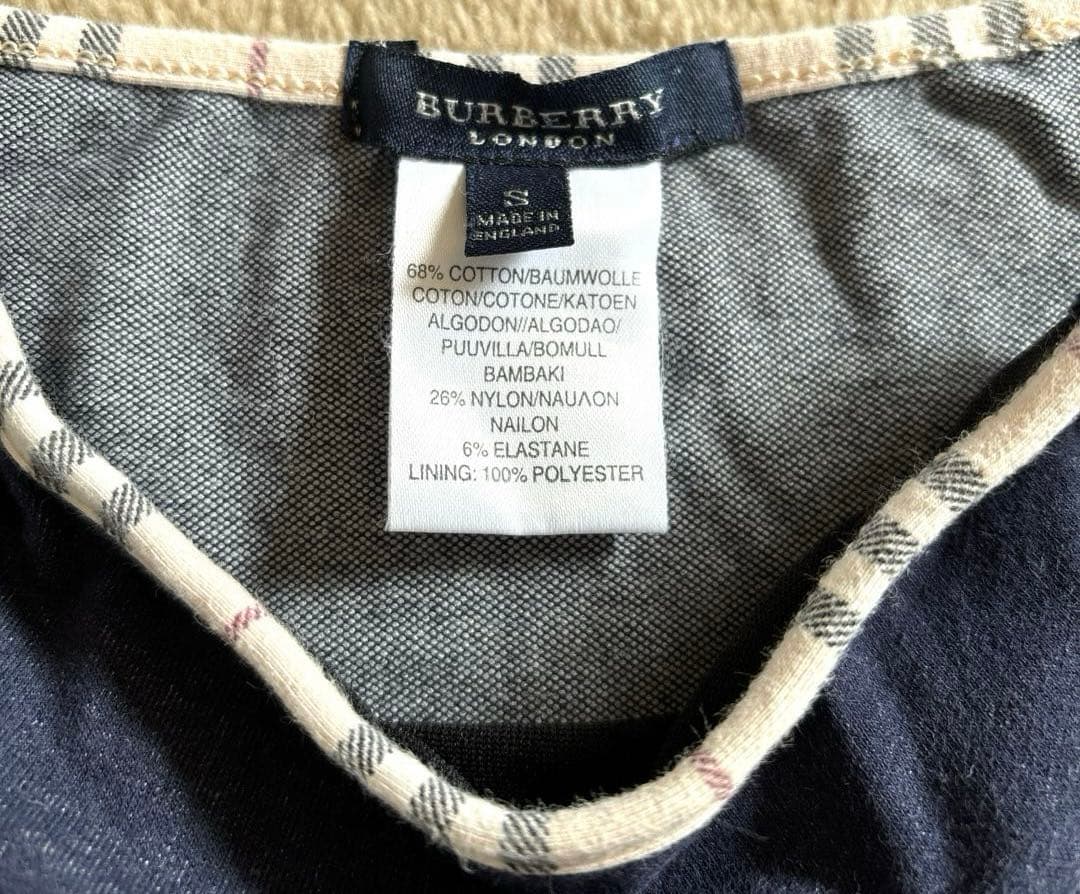 BURBERRY
LONDON
S
MADE IN
ENGLAND
68% COTTON/BAUMWOLLE
COTON/COTONE/KATOEN
ALGODON//ALGODAO/
PUUVILLA/BOMULL
BAMBAKI
26% NYLON/ΝΑUΛΟΝ
NAILON
6% ELASTANE
LINING: 100% POLYESTER